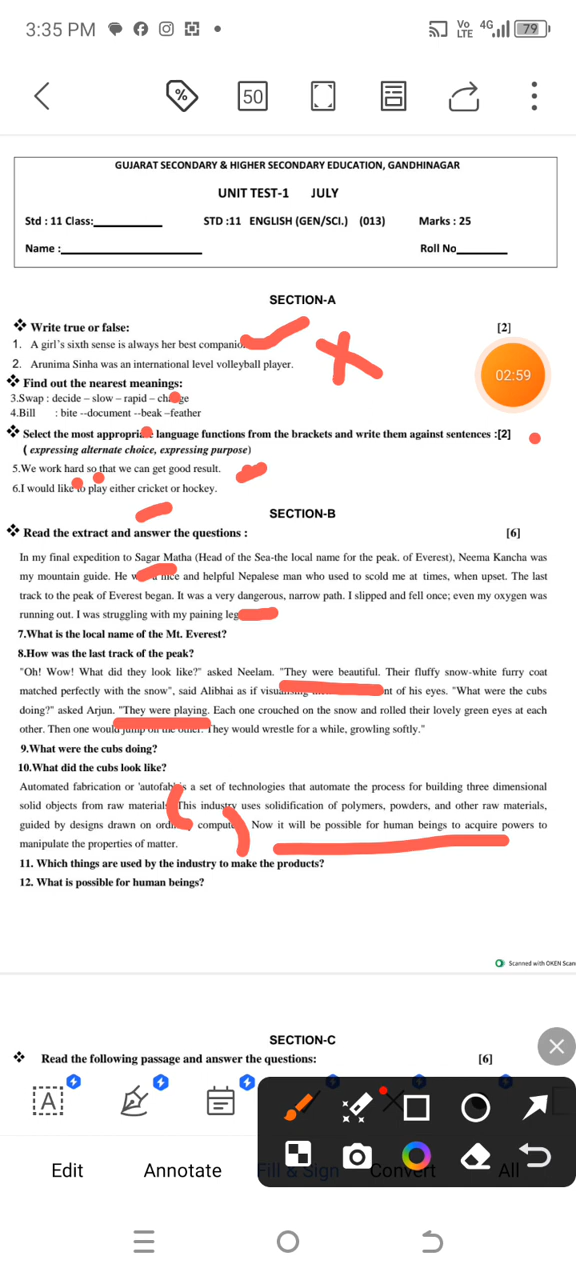 3:35 PM
Vo LTE 4G 79
% 50
GUJARAT SECONDARY & HIGHER SECONDARY EDUCATION, GANDHINAGAR
UNIT TEST-1 JULY
Std : 11 Class:__________ STD :11 ENGLISH (GEN/SCI.) (013) Marks : 25
Name :____________________ Roll No________
SECTION-A
❖ Write true or false: [2]
1. A girl's sixth sense is always her best
2. Arunima Sinha was an international level volleyball player.
02:59
❖ Find out the nearest meanings:
3.Swap : decide – slow – rapid –
4.Bill : bite --document --beak –feather
❖ Select the most language functions from the brackets and write them against sentences :[2]
( expressing alternate choice, expressing purpose)
5.We work hard so that we can get good result.
6.I would like to play either cricket or hockey.
SECTION-B
❖ Read the extract and answer the questions : [6]
In my final expedition to Sagar Matha (Head of the Sea-the local name for the peak. of Everest), Neema Kancha was
my mountain guide. He and helpful Nepalese man who used to scold me at times, when upset. The last
track to the peak of Everest began. It was a very dangerous, narrow path. I slipped and fell once; even my oxygen was
running out. I was struggling with my paining
7.What is the local name of the Mt. Everest?
8.How was the last track of the peak?
"Oh! Wow! What did they look like?" asked Neelam. "They were beautiful. Their fluffy snow-white furry coat
matched perfectly with the snow", said Alibhai as if of his eyes. "What were the cubs
doing?" asked Arjun. "They were playing. Each one crouched on the snow and rolled their lovely green eyes at each
other. Then one would jump on the other. They would wrestle for a while, growling softly."
9.What were the cubs doing?
10.What did the cubs look like?
Automated fabrication or is a set of technologies that automate the process for building three dimensional
solid objects from raw This industry uses solidification of polymers, powders, and other raw materials,
guided by designs drawn on Now it will be possible for human beings to acquire powers to
manipulate the properties of matter.
11. Which things are used by the industry to make the products?
12. What is possible for human beings?
Scanned with OKEN Scan
SECTION-C
❖ Read the following passage and answer the questions: [6]
A
Edit Annotate Fill & Sign Convert All